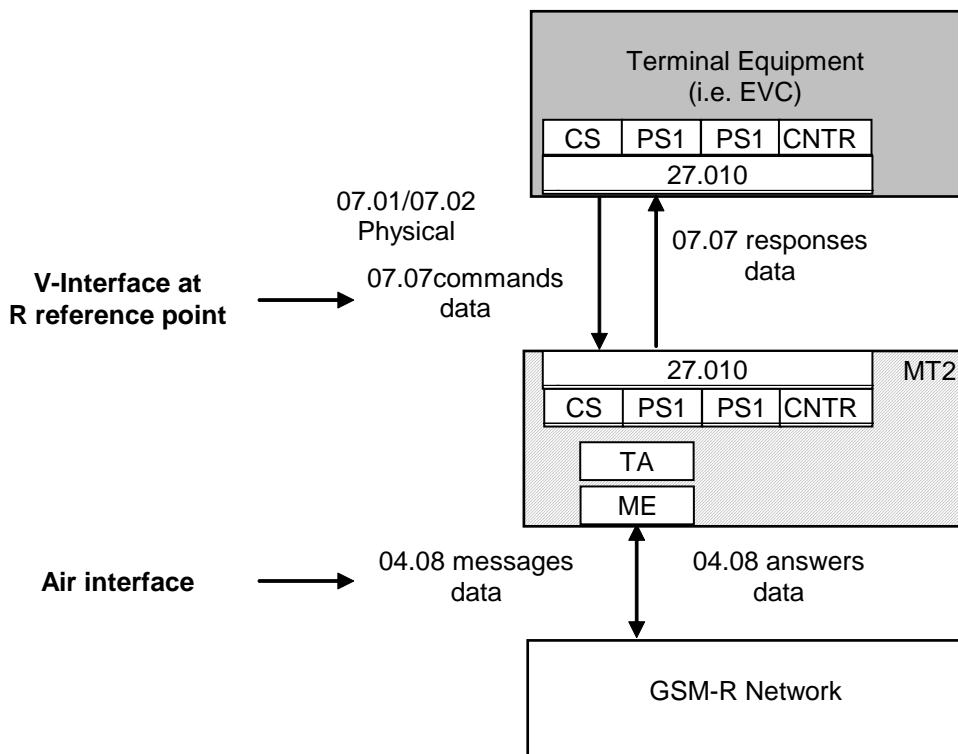 Terminal Equipment
(i.e. EVC)
CS PS1 PS1 CNTR
27.010
07.01/07.02
Physical
07.07 responses
data
V-Interface at
R reference point
07.07commands
data
27.010
MT2
CS PS1 PS1 CNTR
TA
ME
Air interface
04.08 messages
data
04.08 answers
data
GSM-R Network